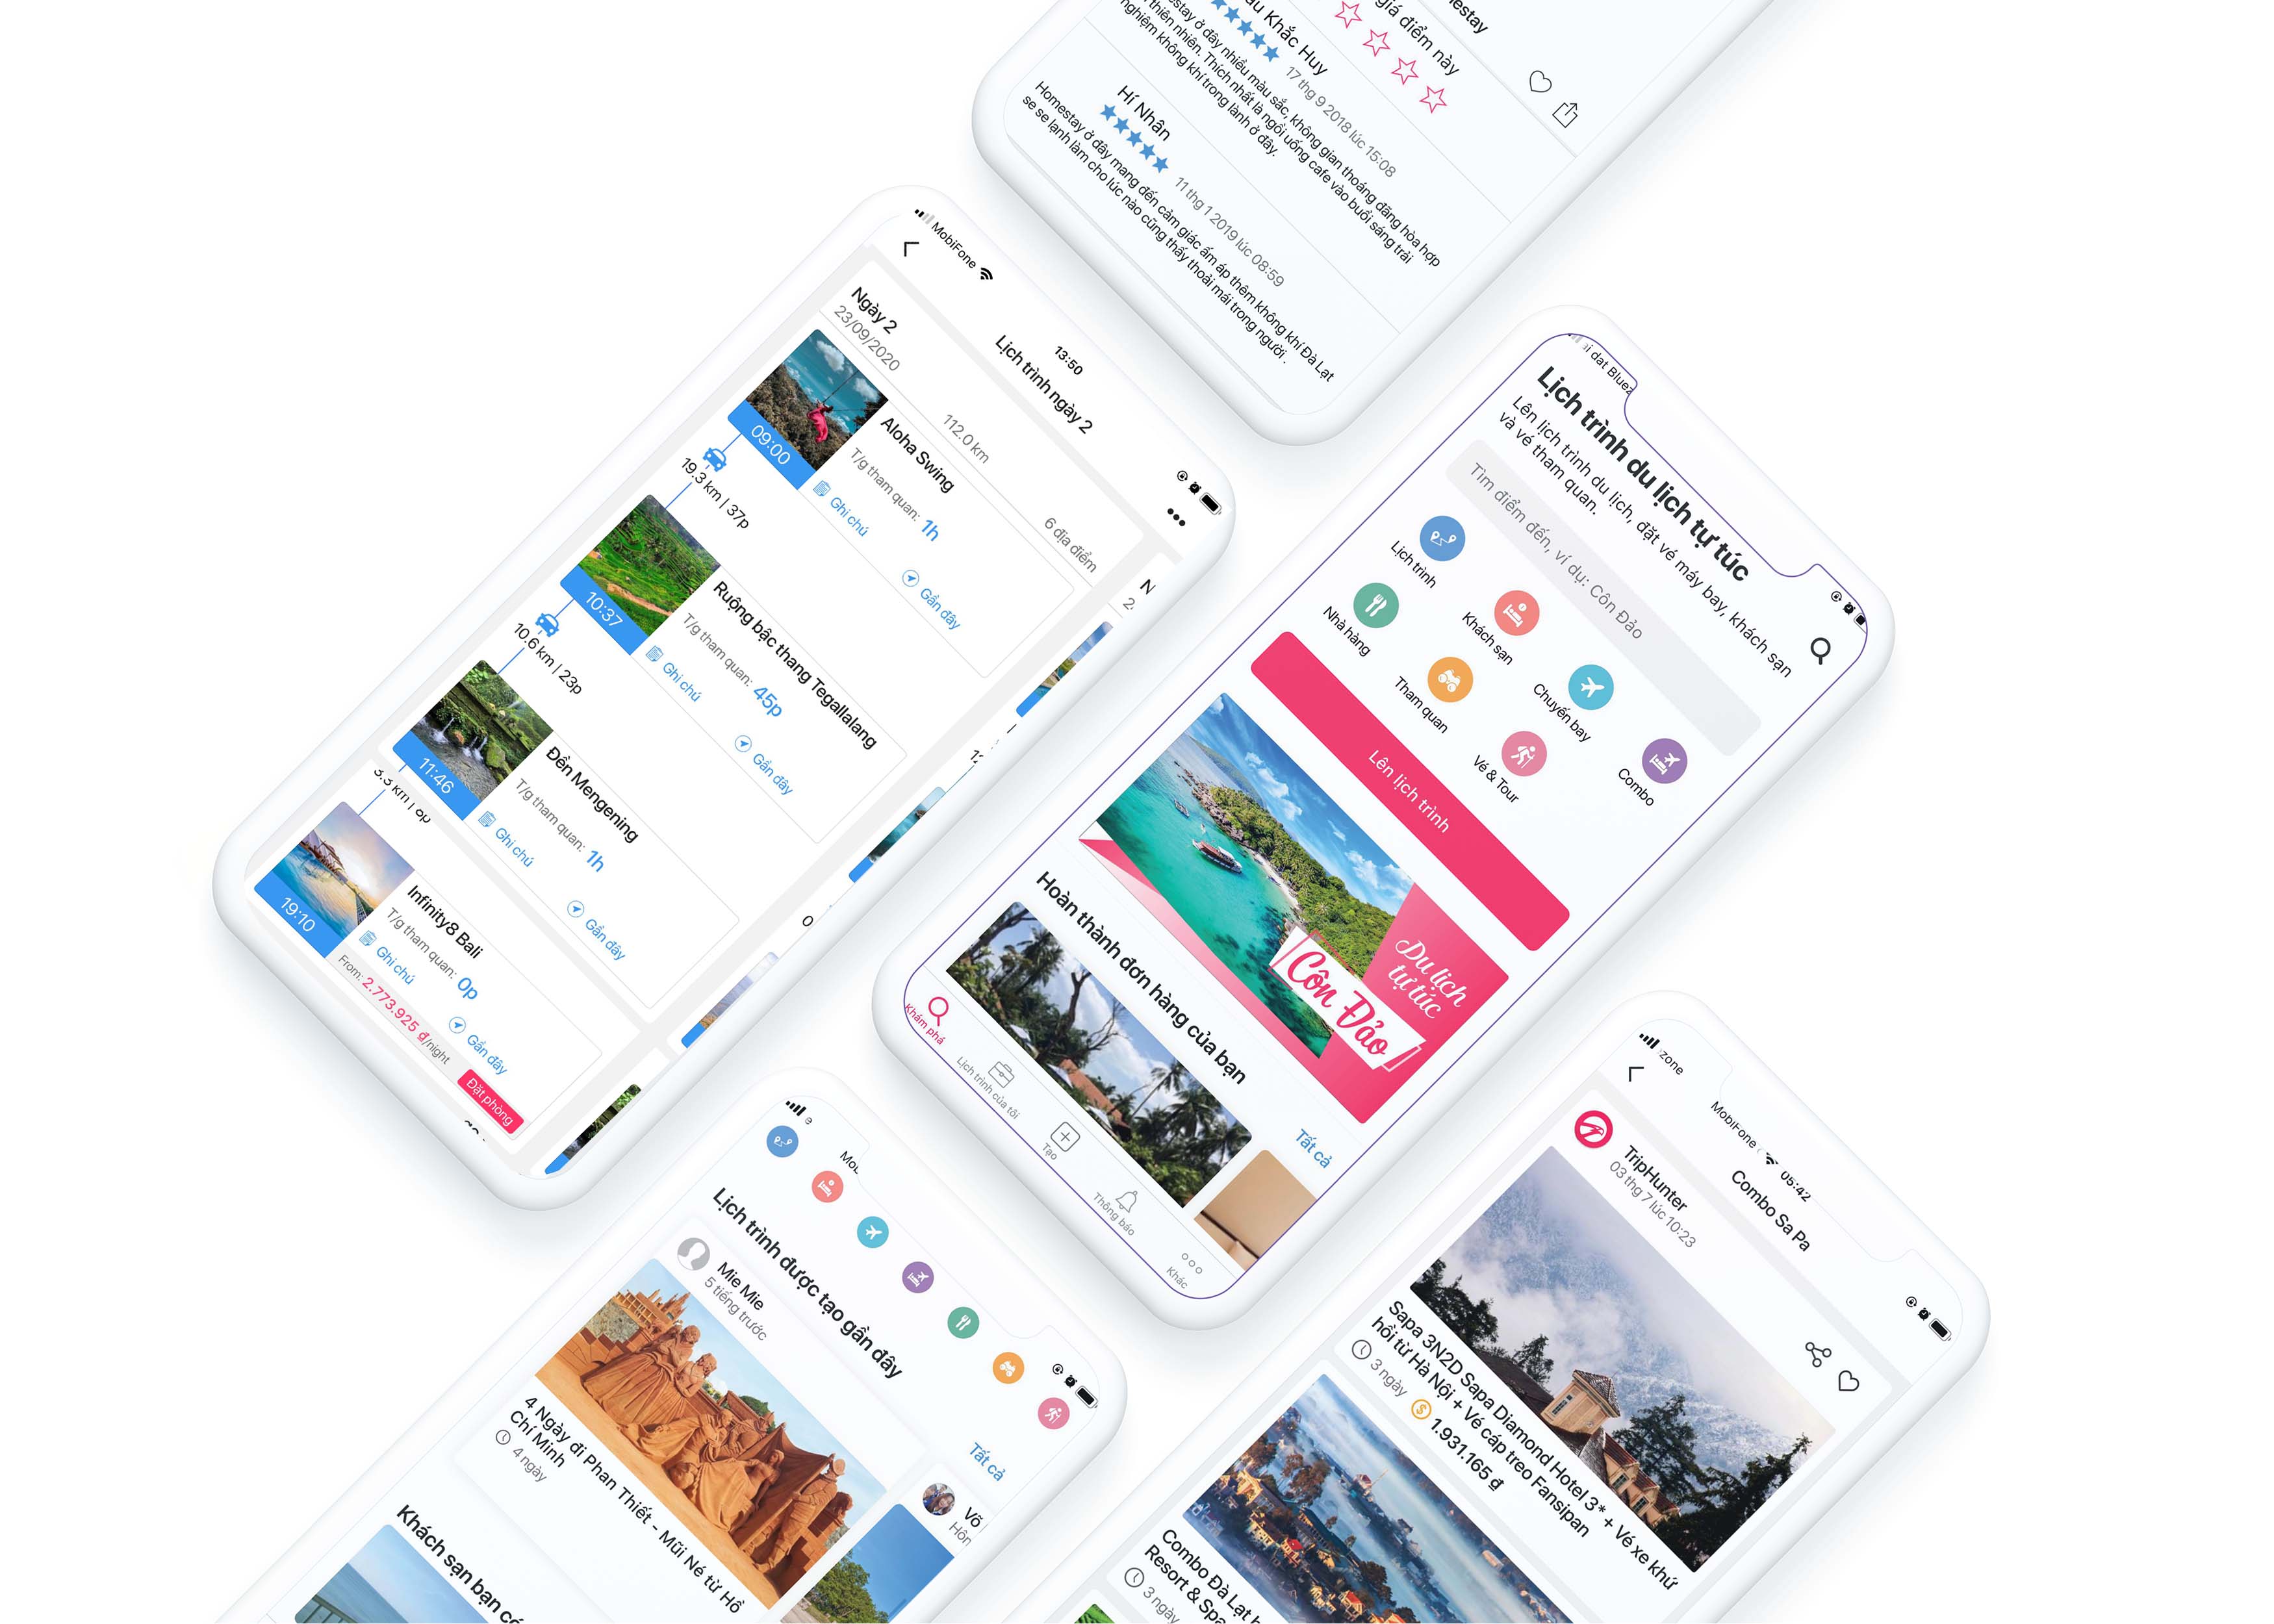 estay
giá điểm này
Khắc Huy
17 thg 9 2018 lúc 15:08
ở đây nhiều màu sắc, không gian thoáng đãng hòa hợp
thiên nhiên. Thích nhất là ngồi uống cafe vào buổi sáng trải
nghiệm không khí trong lành ở đây.
Hí Nhân
11 thg 1 2019 lúc 08:59
Homestay ở đây mang đến cảm giác ấm áp thêm không khí Đà Lạt
se se lạnh làm cho lúc nào cũng thấy thoải mái trong người .
MobiFone
13:50
Lịch trình ngày 2
Ngày 2
23/09/2020
112.0 km
6 địa điểm
Aloha Swing
T/g tham quan: 1h
09:00
Ghi chú
Gần đây
19.3 km | 37p
Ruộng bậc thang Tegallalang
T/g tham quan: 45p
10:37
Ghi chú
Gần đây
10.6 km | 23p
Đền Mengening
T/g tham quan: 1h
11:46
Ghi chú
Gần đây
Infinity8 Bali
T/g tham quan: 0p
19:10
Ghi chú
Gần đây
From: 2.773.925 đ/night
Đặt phòng
N
2
0
Lịch trình du lịch tự túc
Lên lịch trình du lịch, đặt vé máy bay, khách sạn
và vé tham quan.
Tìm điểm đến, ví dụ: Côn Đảo
Lịch trình
Khách sạn
Chuyến bay
Combo
Nhà hàng
Tham quan
Vé & Tour
Lên lịch trình
Du lịch
tự túc
Côn Đảo
Hoàn thành đơn hàng của bạn
Tất cả
Khám phá
Lịch trình của tôi
Tạo
Thông báo
Khác
Lịch trình được tạo gần đây
Tất cả
Mie Mie
5 tiếng trước
4 Ngày đi Phan Thiết - Mũi Né từ Hồ
Chí Minh
4 ngày
Võ
Hôm
Khách sạn bạn có
zone
MobiFone
05:42
Combo Sa Pa
TripHunter
03 thg 7 lúc 10:23
Sapa 3N2D Sapa Diamond Hotel 3* + Vé xe khứ
hồi từ Hà Nội + Vé cáp treo Fansipan
3 ngày
1.931.165 đ
Combo Đà Lạt
Resort & Spa
3 ngày